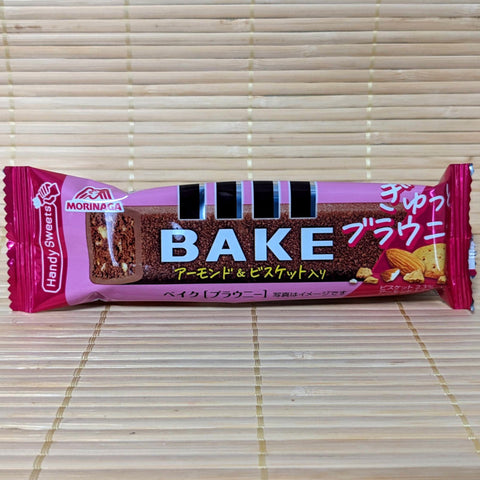 MORINAGA
Handy Sweets
BAKE
アーモンド&ビスケット入り
ベイク[ブラウニー]
写真はイメージです
ぎゅうっ
ブラウニー